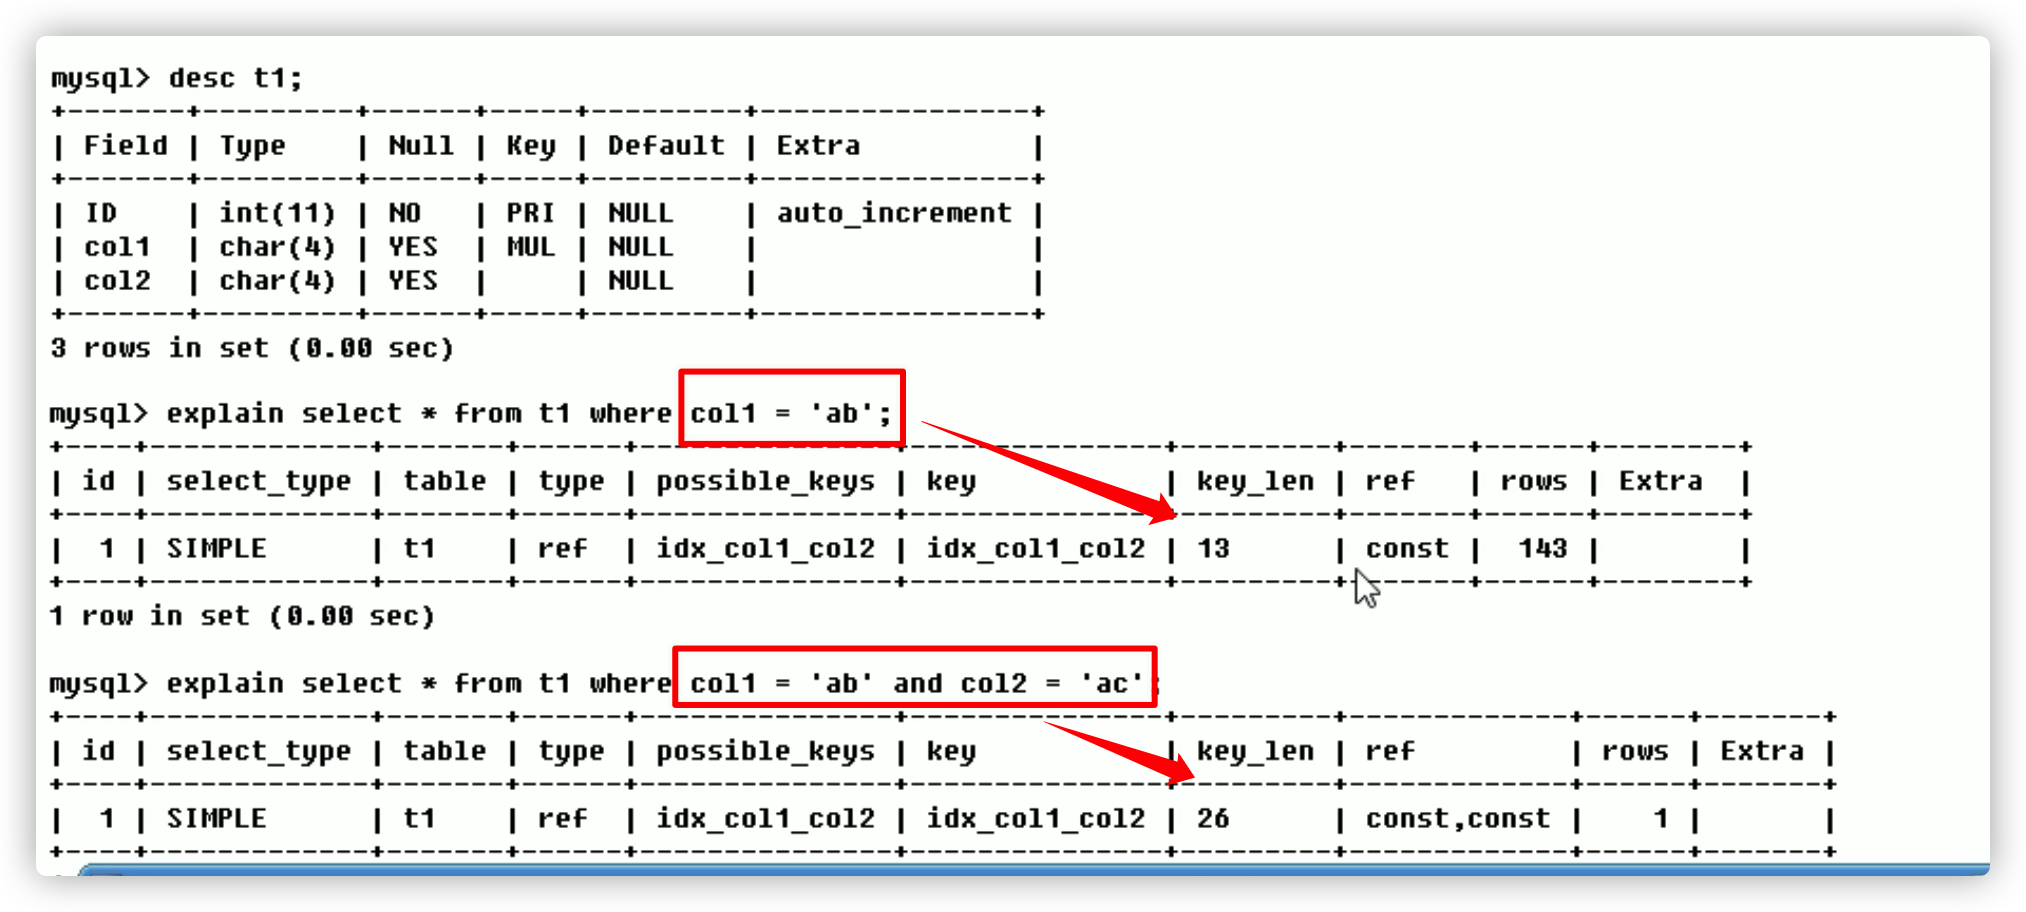 mysql> desc t1;
+-------+---------+------+-----+---------+----------------+
| Field | Type    | Null | Key | Default | Extra          |
+-------+---------+------+-----+---------+----------------+
| ID    | int(11) | NO   | PRI | NULL    | auto_increment |
| col1  | char(4) | YES  | MUL | NULL    |                |
| col2  | char(4) | YES  |     | NULL    |                |
+-------+---------+------+-----+---------+----------------+
3 rows in set (0.00 sec)
mysql> explain select * from t1 where col1 = 'ab';
+----+-------------+-------+------+---------------+---------------+---------+-------+------+-------+
| id | select_type | table | type | possible_keys | key           | key_len | ref   | rows | Extra |
+----+-------------+-------+------+---------------+---------------+---------+-------+------+-------+
|  1 | SIMPLE      | t1    | ref  | idx_col1_col2 | idx_col1_col2 | 13      | const |  143 |       |
+----+-------------+-------+------+---------------+---------------+---------+-------+------+-------+
1 row in set (0.00 sec)
mysql> explain select * from t1 where col1 = 'ab' and col2 = 'ac';
+----+-------------+-------+------+---------------+---------------+---------+-------------+------+-------+
| id | select_type | table | type | possible_keys | key           | key_len | ref         | rows | Extra |
+----+-------------+-------+------+---------------+---------------+---------+-------------+------+-------+
|  1 | SIMPLE      | t1    | ref  | idx_col1_col2 | idx_col1_col2 | 26      | const,const |    1 |       |
+----+-------------+-------+------+---------------+---------------+---------+-------------+------+-------+